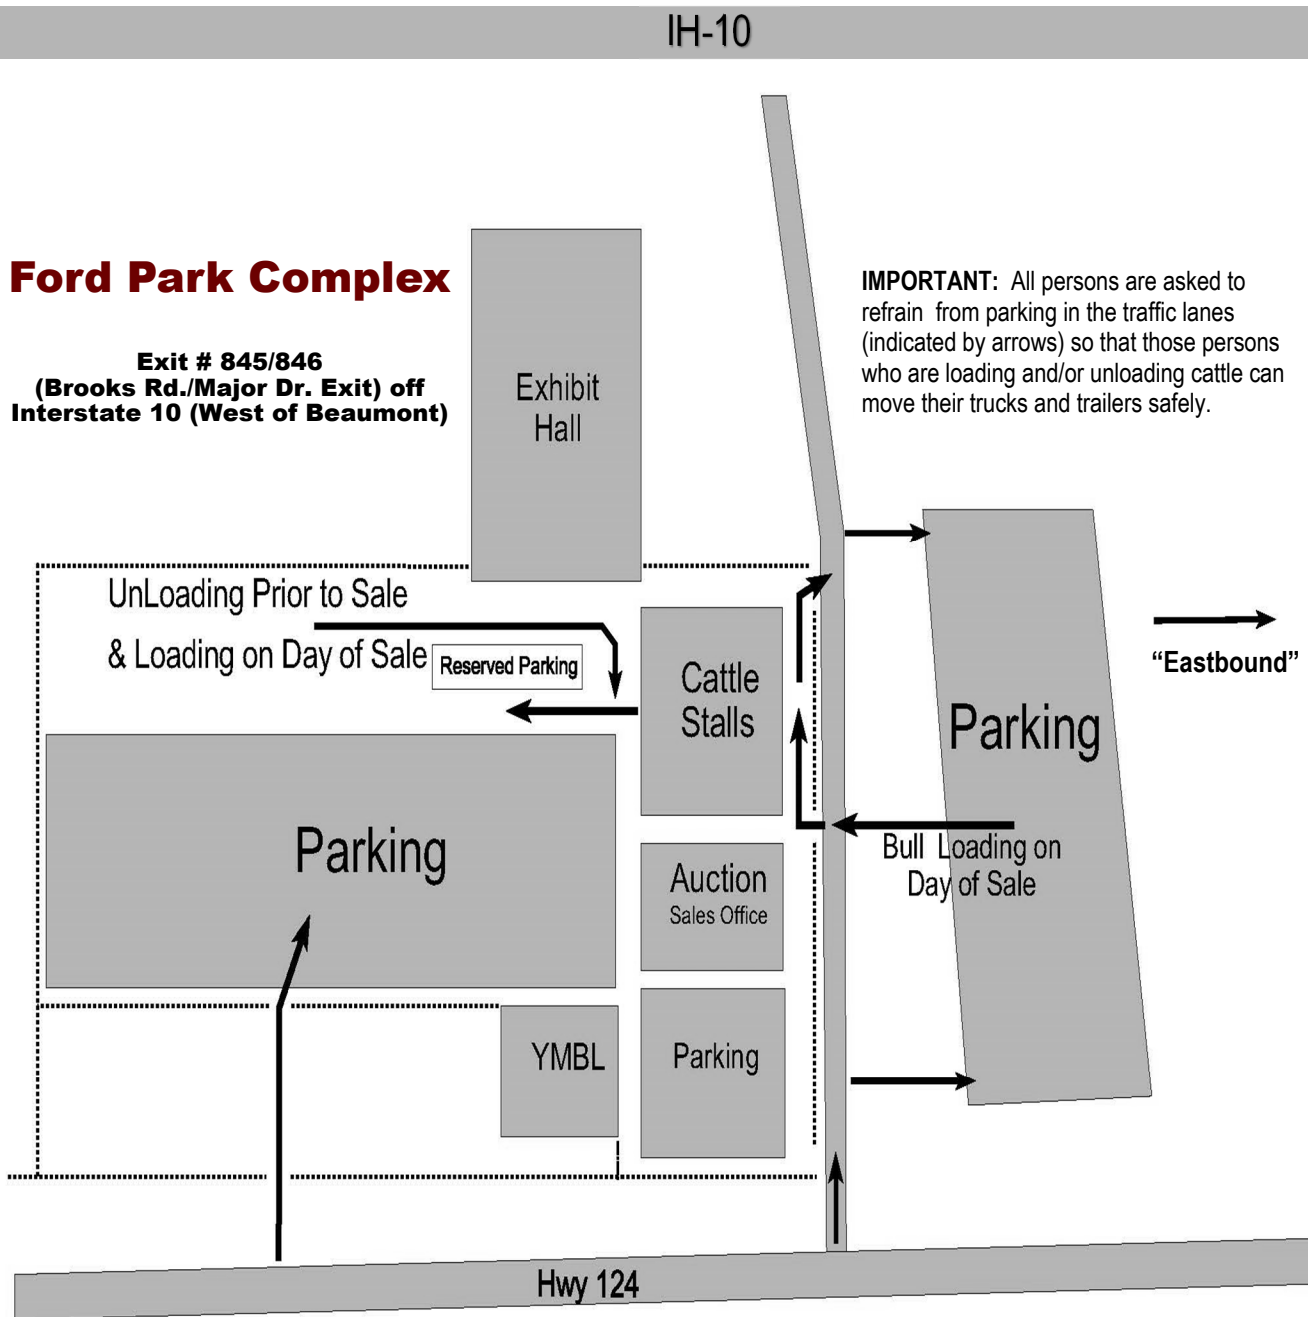 IH-10
Ford Park Complex
Exit # 845/846
(Brooks Rd./Major Dr. Exit) off
Interstate 10 (West of Beaumont)
Exhibit
Hall
IMPORTANT: All persons are asked to
refrain from parking in the traffic lanes
(indicated by arrows) so that those persons
who are loading and/or unloading cattle can
move their trucks and trailers safely.
UnLoading Prior to Sale
& Loading on Day of Sale
Reserved Parking
Cattle
Stalls
“Eastbound”
Parking
Parking
Bull Loading on
Day of Sale
Auction
Sales Office
YMBL
Parking
Hwy 124